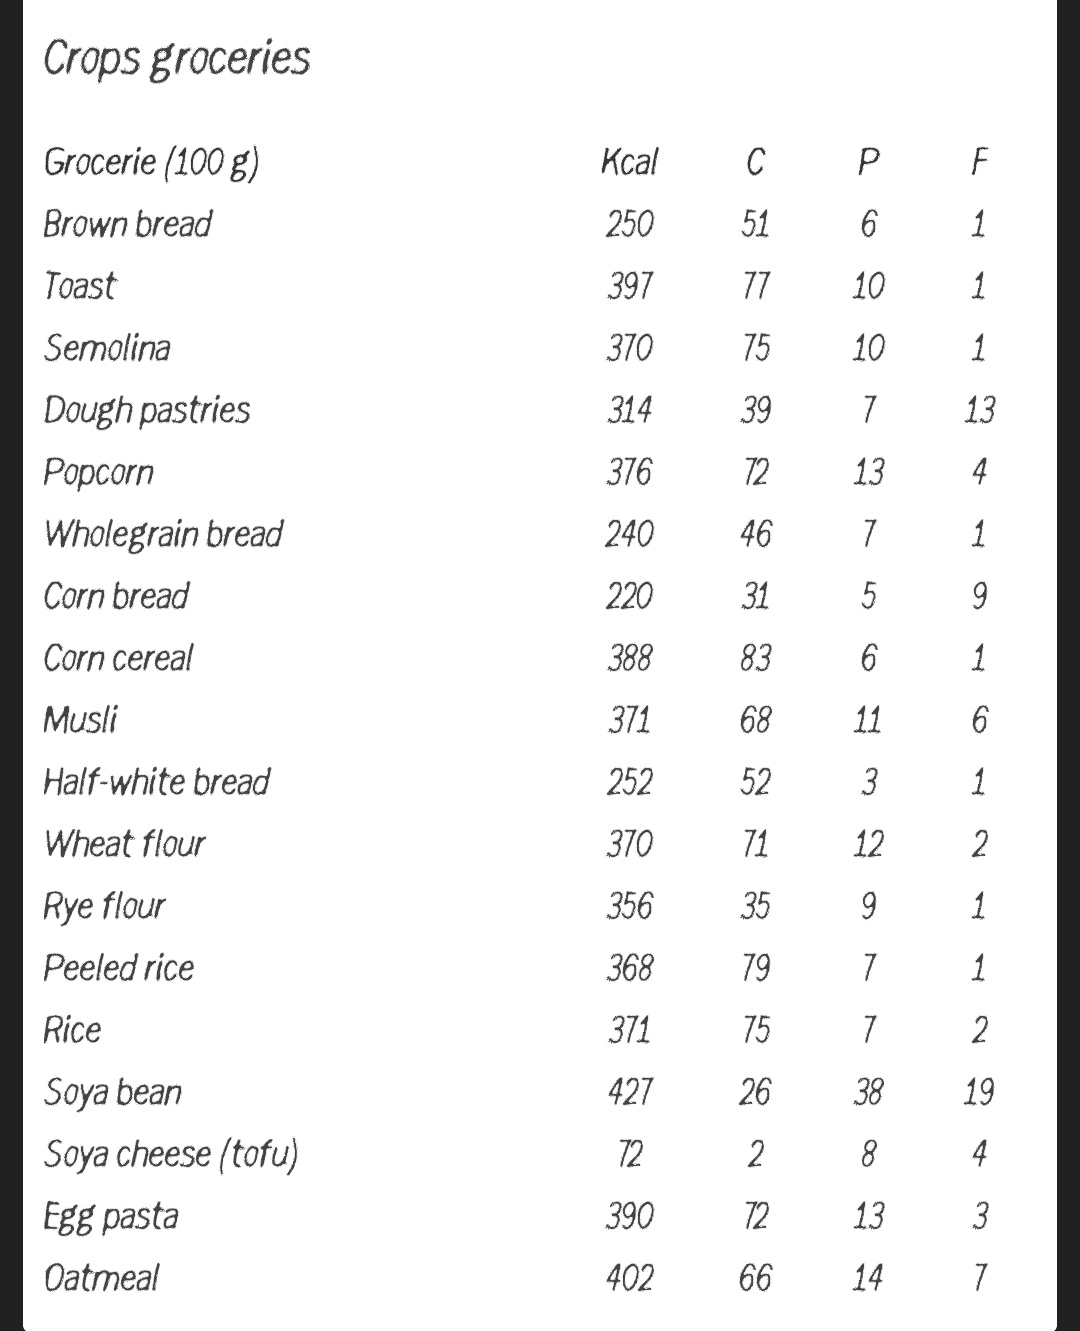 Crops groceries
Grocerie (100 g) Kcal C P F
Brown bread 250 51 6 1
Toast 397 77 10 1
Semolina 370 75 10 1
Dough pastries 314 39 7 13
Popcorn 376 72 13 4
Wholegrain bread 240 46 7 1
Corn bread 220 31 5 9
Corn cereal 388 83 6 1
Musli 371 68 11 6
Half-white bread 252 52 3 1
Wheat flour 370 71 12 2
Rye flour 356 35 9 1
Peeled rice 368 79 7 1
Rice 371 75 7 2
Soya bean 427 26 38 19
Soya cheese (tofu) 72 2 8 4
Egg pasta 390 72 13 3
Oatmeal 402 66 14 7